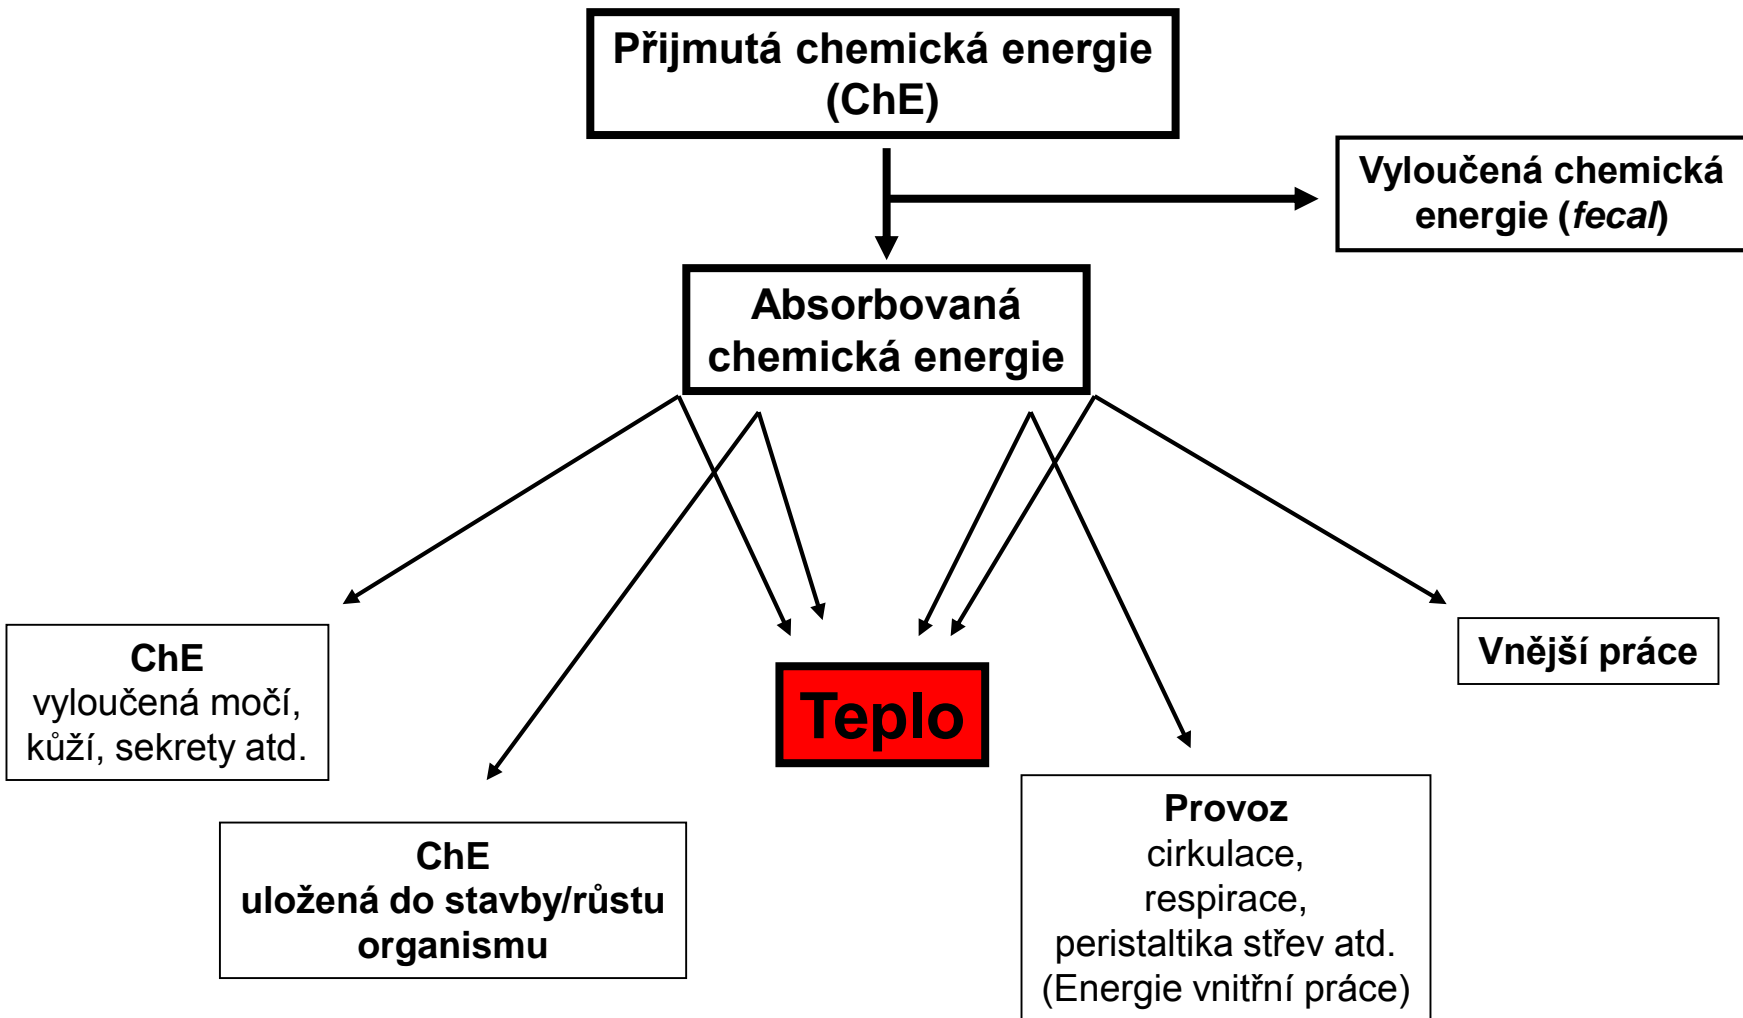 Přijmutá chemická energie
(ChE)
Vyloučená chemická
energie (fecal)
Absorbovaná
chemická energie
ChE
vyloučená močí,
kůží, sekrety atd.
Teplo
Vnější práce
ChE
uložená do stavby/růstu
organismu
Provoz
cirkulace,
respirace,
peristaltika střev atd.
(Energie vnitřní práce)